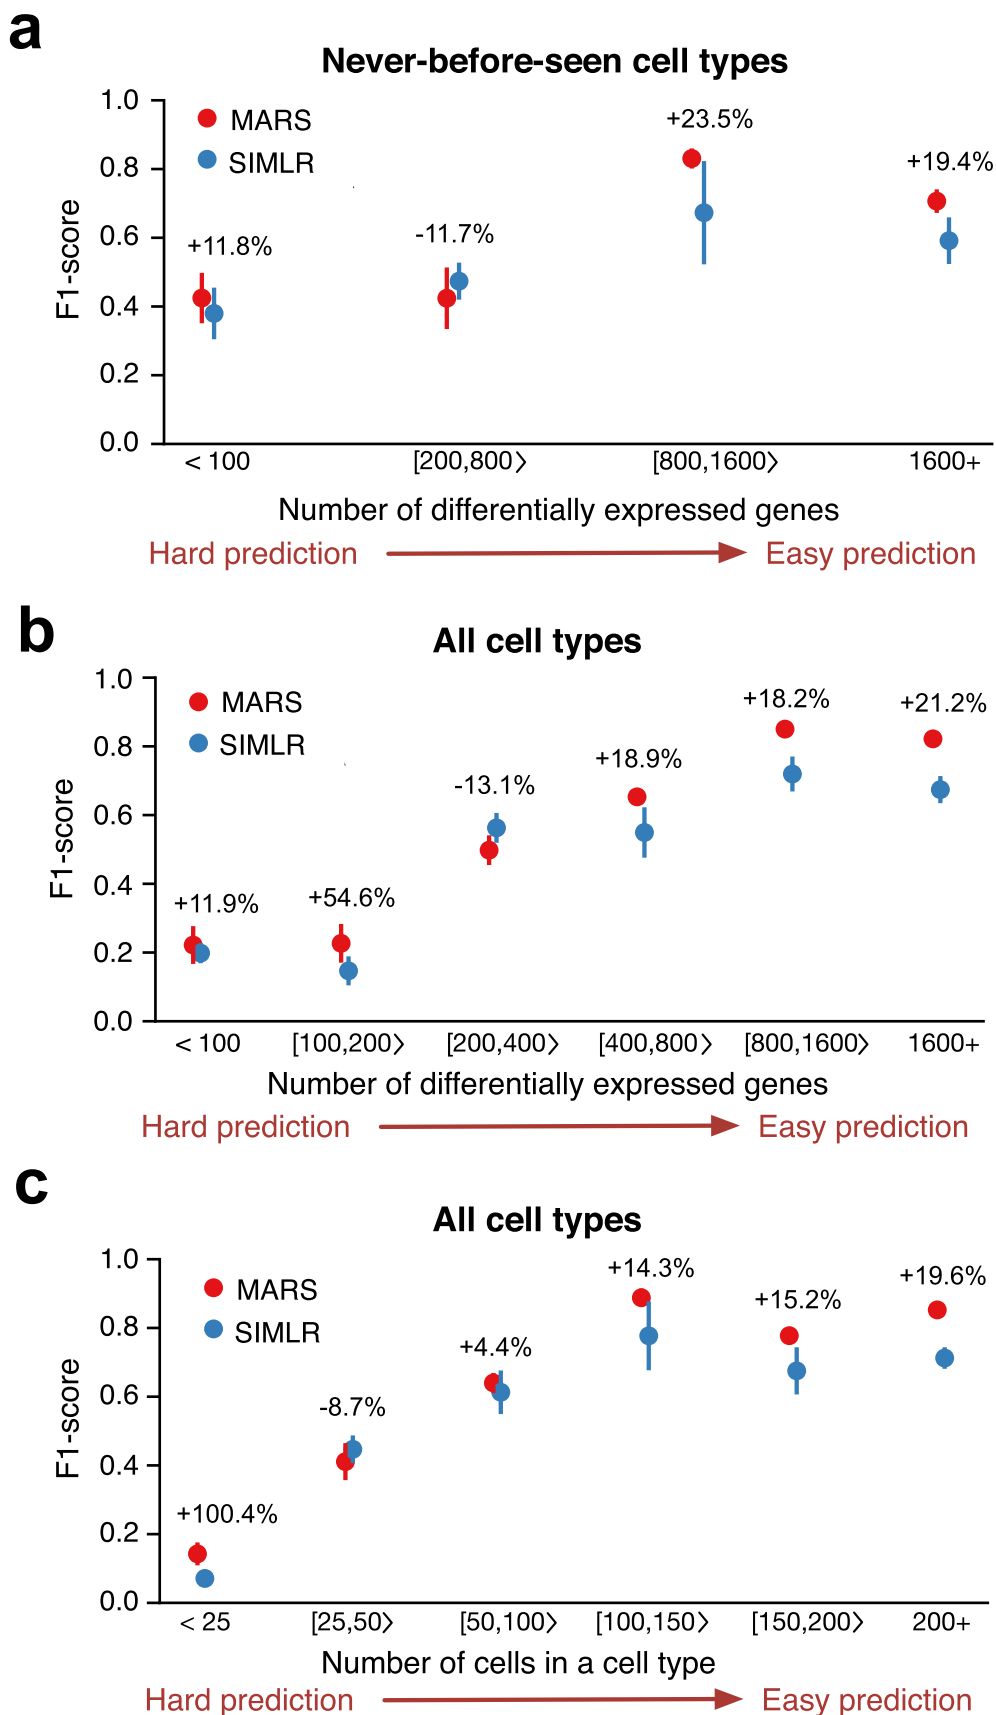 a
Never-before-seen cell types
1.0
0.8
0.6
0.4
0.2
0.0
F1-score
MARS
SIMLR
+11.8%
-11.7%
+23.5%
+19.4%
< 100
[200,800⟩
[800,1600⟩
1600+
Number of differentially expressed genes
Hard prediction
Easy prediction
b
All cell types
1.0
0.8
0.6
0.4
0.2
0.0
F1-score
MARS
SIMLR
+11.9%
+54.6%
-13.1%
+18.9%
+18.2%
+21.2%
< 100
[100,200⟩
[200,400⟩
[400,800⟩
[800,1600⟩
1600+
Number of differentially expressed genes
Hard prediction
Easy prediction
c
All cell types
1.0
0.8
0.6
0.4
0.2
0.0
F1-score
MARS
SIMLR
+100.4%
-8.7%
+4.4%
+14.3%
+15.2%
+19.6%
< 25
[25,50⟩
[50,100⟩
[100,150⟩
[150,200⟩
200+
Number of cells in a cell type
Hard prediction
Easy prediction